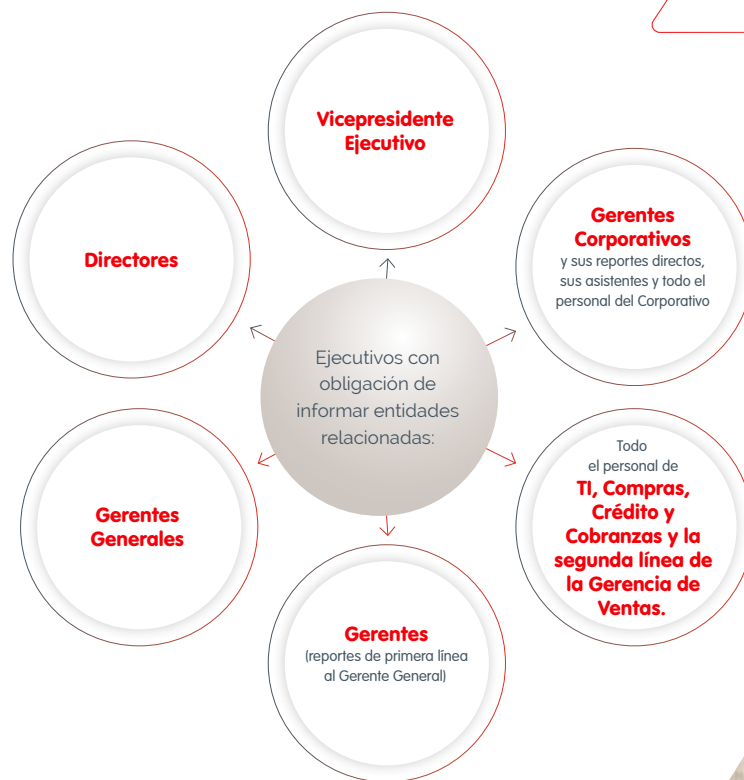 Vicepresidente
Ejecutivo
Directores
Gerentes
Corporativos
y sus reportes directos,
sus asistentes y todo el
personal del Corporativo
Ejecutivos con
obligación de
informar entidades
relacionadas:
Gerentes
Generales
Todo
el personal de
TI, Compras,
Crédito y
Cobranzas y la
segunda línea de
la Gerencia de
Ventas.
Gerentes
(reportes de primera línea
al Gerente General)